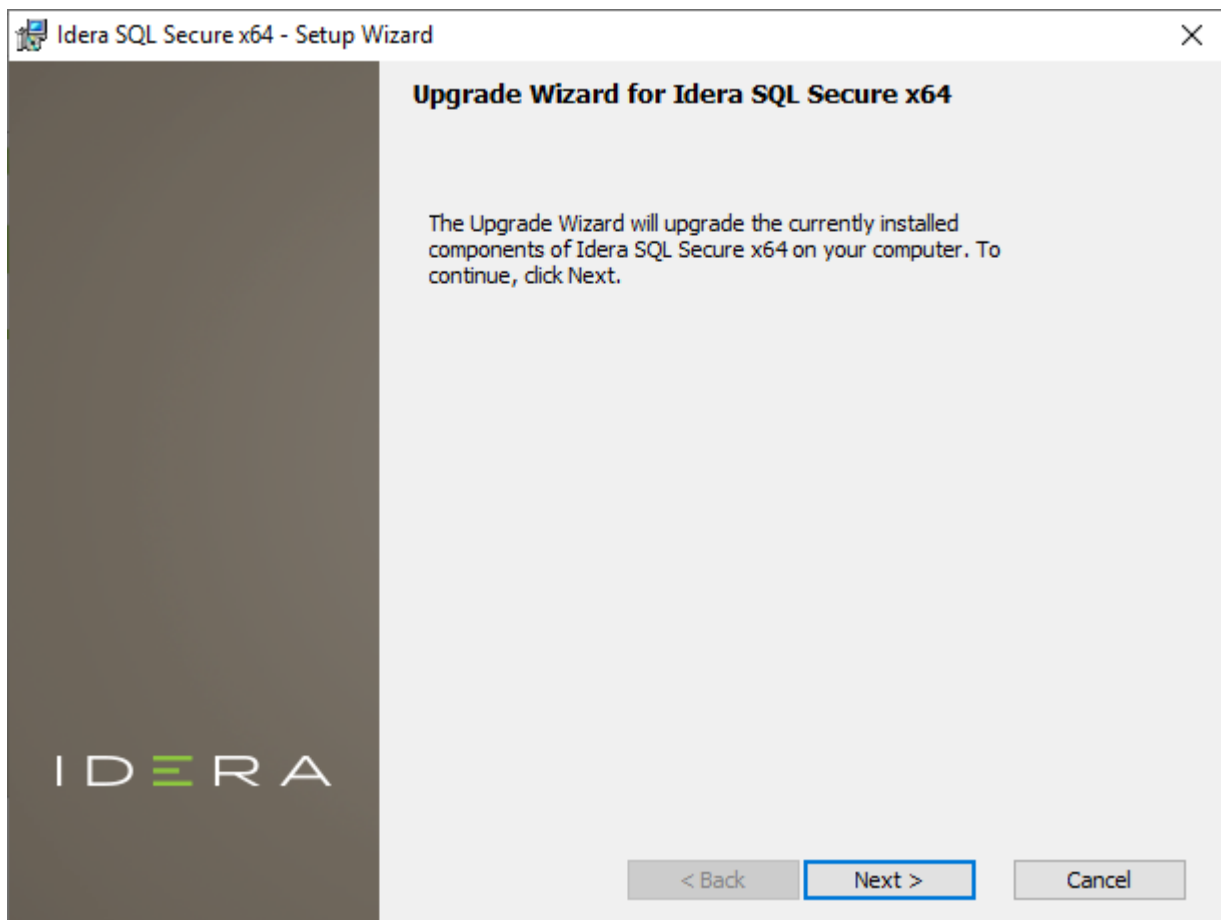 Idera SQL Secure x64 - Setup Wizard
Upgrade Wizard for Idera SQL Secure x64
The Upgrade Wizard will upgrade the currently installed
components of Idera SQL Secure x64 on your computer. To
continue, click Next.
IDERA
< Back Next > Cancel